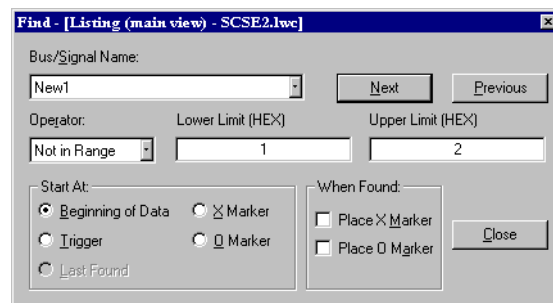 Find - [Listing (main view) - SCSE2.lwc]
Bus/Signal Name:
New1
Next
Previous
Operator:
Lower Limit (HEX)
Upper Limit (HEX)
Not in Range
1
2
Start At:
Beginning of Data
X Marker
Trigger
O Marker
Last Found
When Found:
Place X Marker
Place O Marker
Close